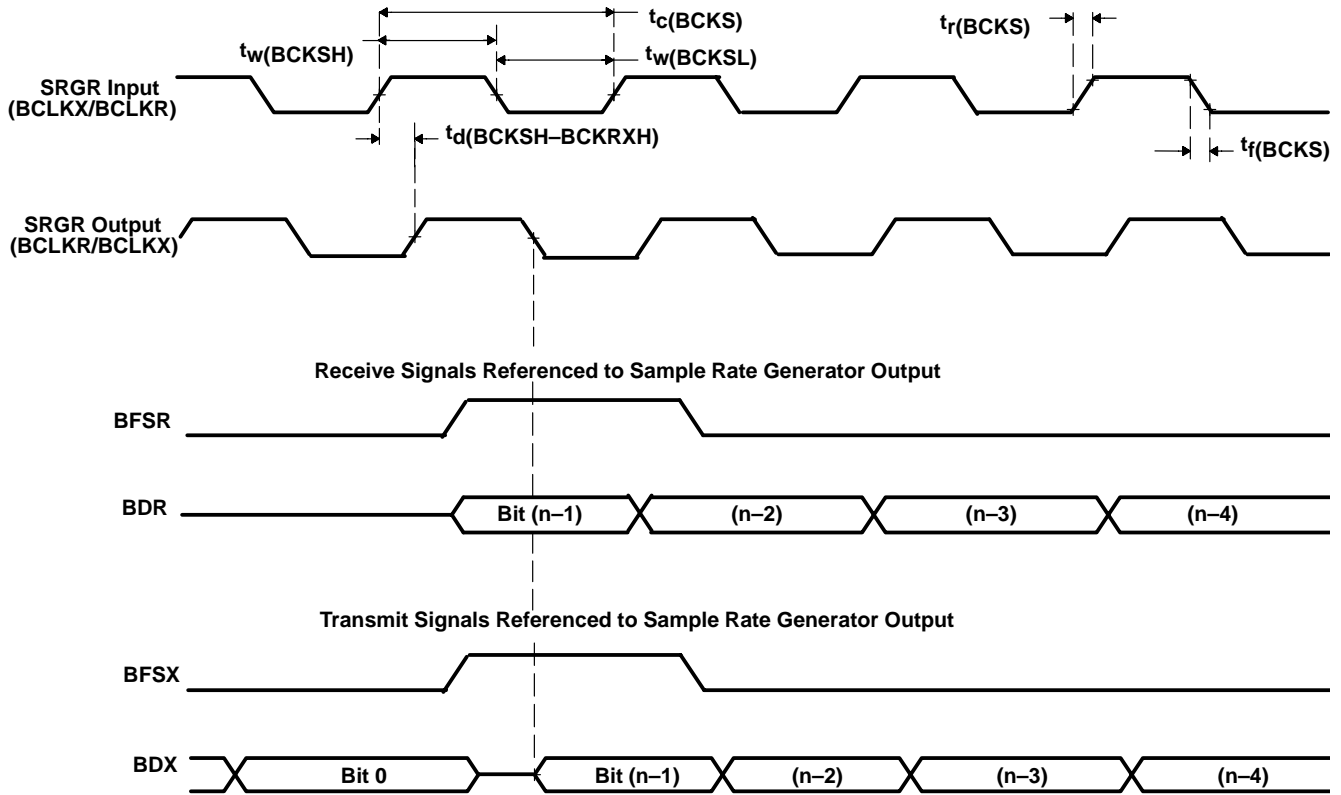 tc(BCKS)
tr(BCKS)
tw(BCKSH)
tw(BCKSL)
SRGR Input
(BCLKX/BCLKR)
td(BCKSH–BCKRXH)
tf(BCKS)
SRGR Output
(BCLKR/BCLKX)
Receive Signals Referenced to Sample Rate Generator Output
BFSR
BDR Bit (n–1) (n–2) (n–3) (n–4)
Transmit Signals Referenced to Sample Rate Generator Output
BFSX
BDX Bit 0 Bit (n–1) (n–2) (n–3) (n–4)